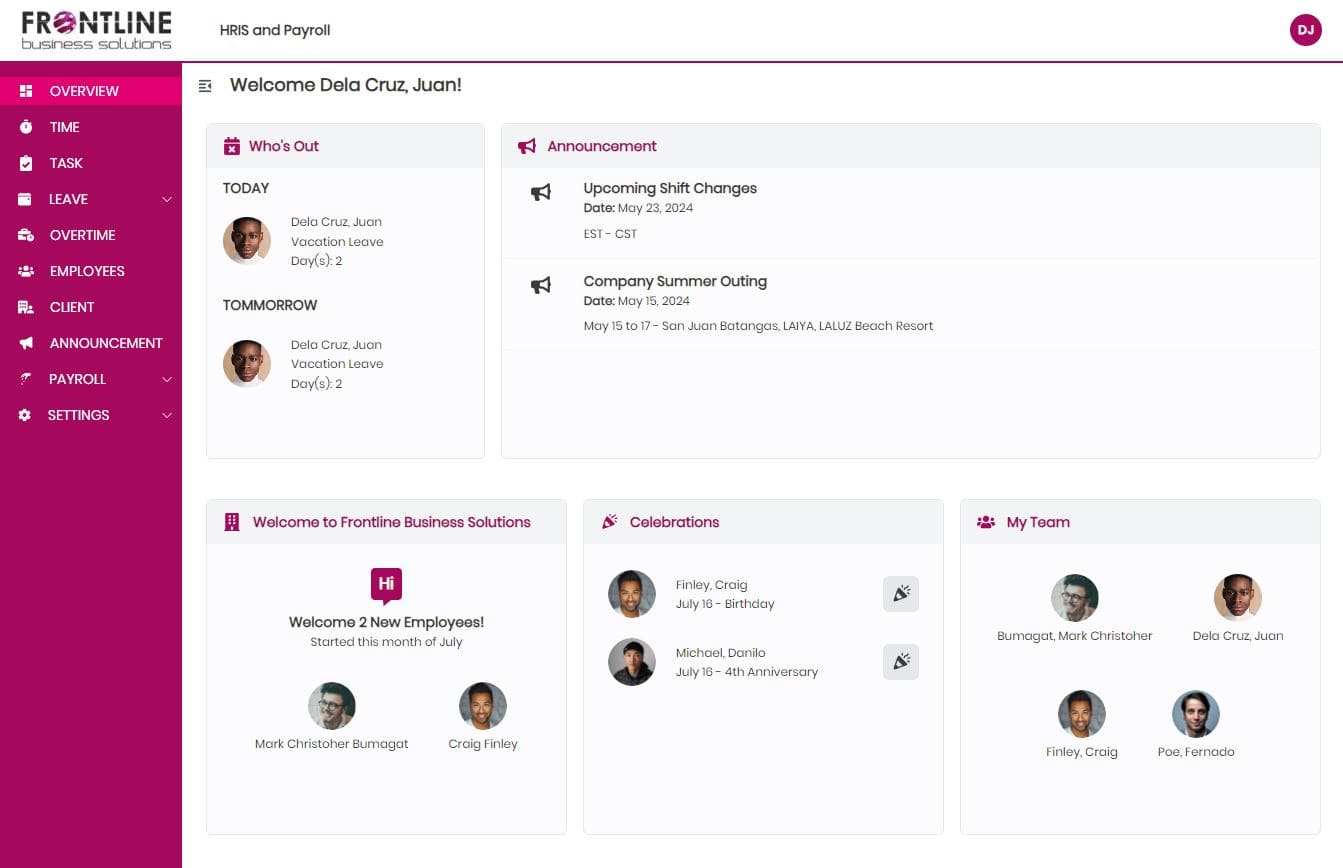 FRONTLINE
business solutions
HRIS and Payroll
DJ
OVERVIEW
TIME
TASK
LEAVE
OVERTIME
EMPLOYEES
CLIENT
ANNOUNCEMENT
PAYROLL
SETTINGS
Welcome Dela Cruz, Juan!
Who's Out
TODAY
Dela Cruz, Juan
Vacation Leave
Day(s): 2
TOMMORROW
Dela Cruz, Juan
Vacation Leave
Day(s): 2
Announcement
Upcoming Shift Changes
Date: May 23, 2024
EST - CST
Company Summer Outing
Date: May 15, 2024
May 15 to 17 - San Juan Batangas, LAIYA, LALUZ Beach Resort
Welcome to Frontline Business Solutions
Hi
Welcome 2 New Employees!
Started this month of July
Mark Christoher Bumagat
Craig Finley
Celebrations
Finley, Craig
July 16 - Birthday
Michael, Danilo
July 16 - 4th Anniversary
My Team
Bumagat, Mark Christoher
Dela Cruz, Juan
Finley, Craig
Poe, Fernado